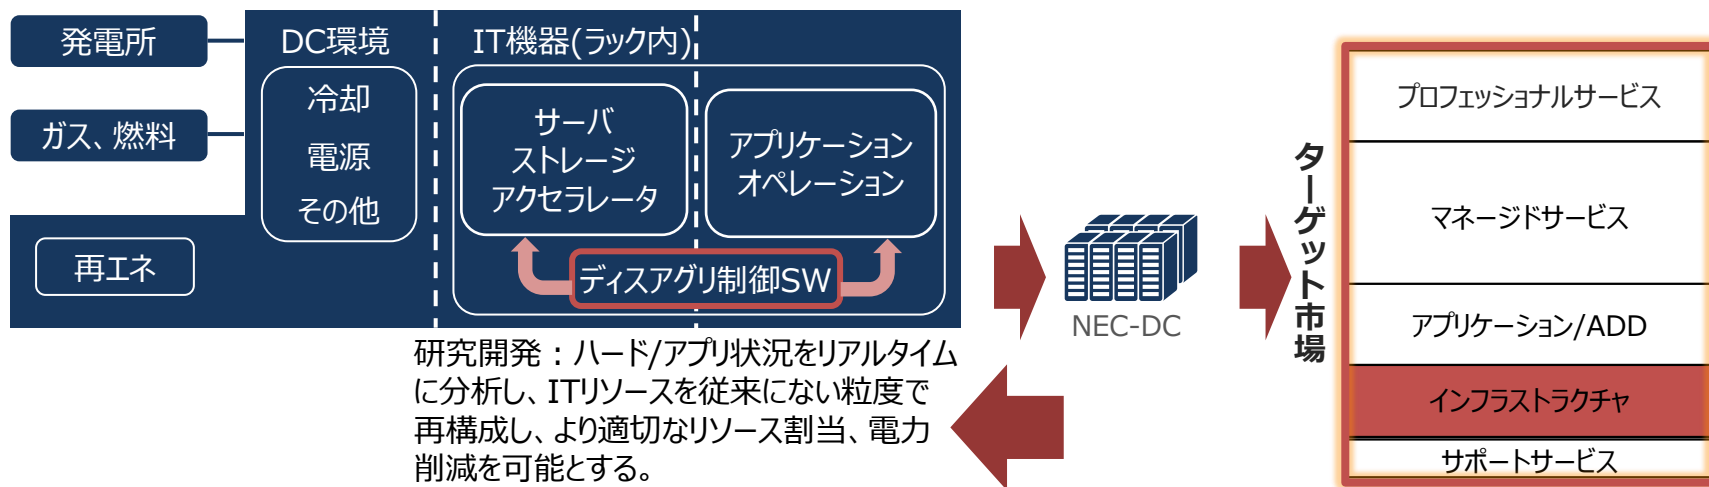 発電所
ガス、燃料
再エネ
DC環境
冷却
電源
その他
IT機器(ラック内)
サーバ
ストレージ
アクセラレータ
アプリケーション
オペレーション
ディスアグリ制御SW
研究開発：ハード/アプリ状況をリアルタイム
に分析し、ITリソースを従来にない粒度で
再構成し、より適切なリソース割当、電力
削減を可能とする。
NEC-DC
ターゲット市場
プロフェッショナルサービス
マネージドサービス
アプリケーション/ADD
インフラストラクチャ
サポートサービス